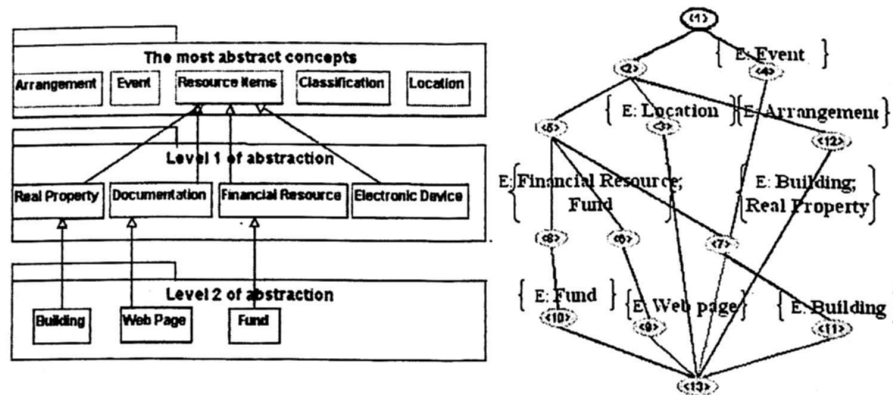 The most abstract concepts
Arrangement Event Resource Items Classification Location
Level 1 of abstraction
Real Property Documentation Financial Resource Electronic Device
Level 2 of abstraction
Building Web Page Fund
<1>
{ E: Event }
<2> <4>
{ E: Location } { E: Arrangement }
<5> <3> <12>
{ E: Financial Resource; Fund }
{ E: Building; Real Property }
<8> <6> <7>
{ E: Fund } { E: Web page } { E: Building }
<10> <9> <11>
<13>